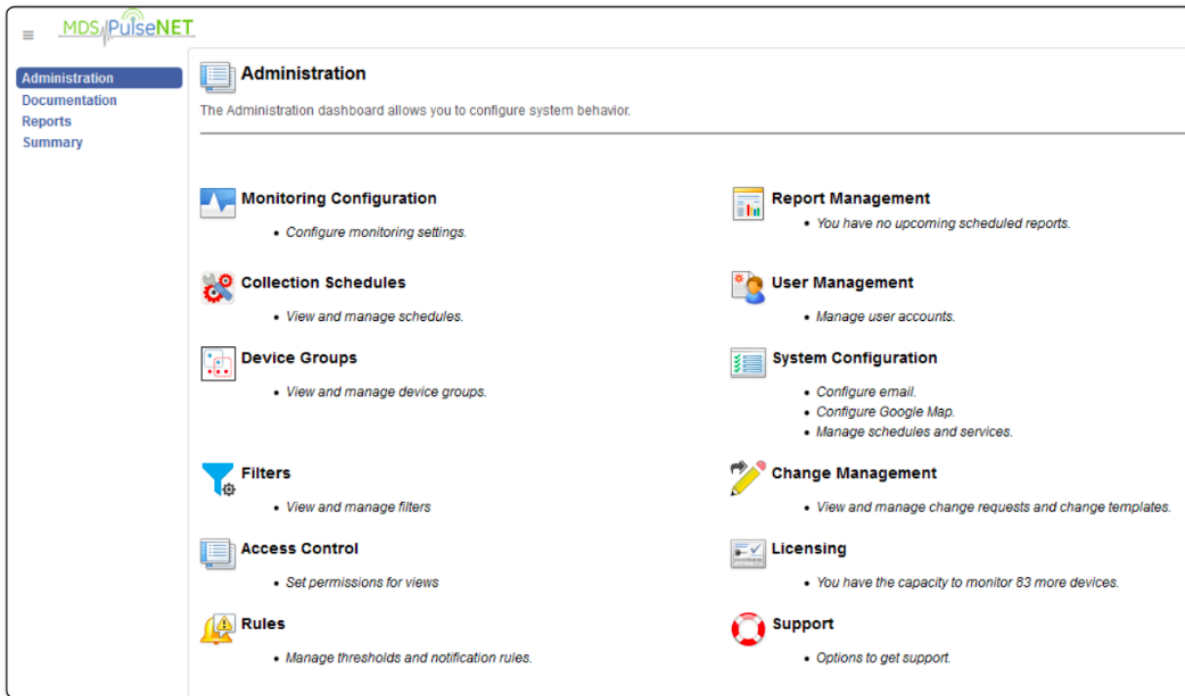 MDS PulseNET
Administration
Documentation
Reports
Summary
Administration
The Administration dashboard allows you to configure system behavior.
Monitoring Configuration
• Configure monitoring settings.
Collection Schedules
• View and manage schedules.
Device Groups
• View and manage device groups.
Filters
• View and manage filters
Access Control
• Set permissions for views
Rules
• Manage thresholds and notification rules.
Report Management
• You have no upcoming scheduled reports.
User Management
• Manage user accounts.
System Configuration
• Configure email.
• Configure Google Map.
• Manage schedules and services.
Change Management
• View and manage change requests and change templates.
Licensing
• You have the capacity to monitor 83 more devices.
Support
• Options to get support.